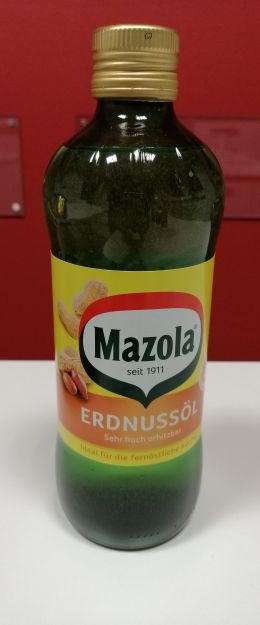 Mazola®
seit 1911
ERDNUSSÖL
Sehr hoch erhitzbar
ideal für die fernöstliche